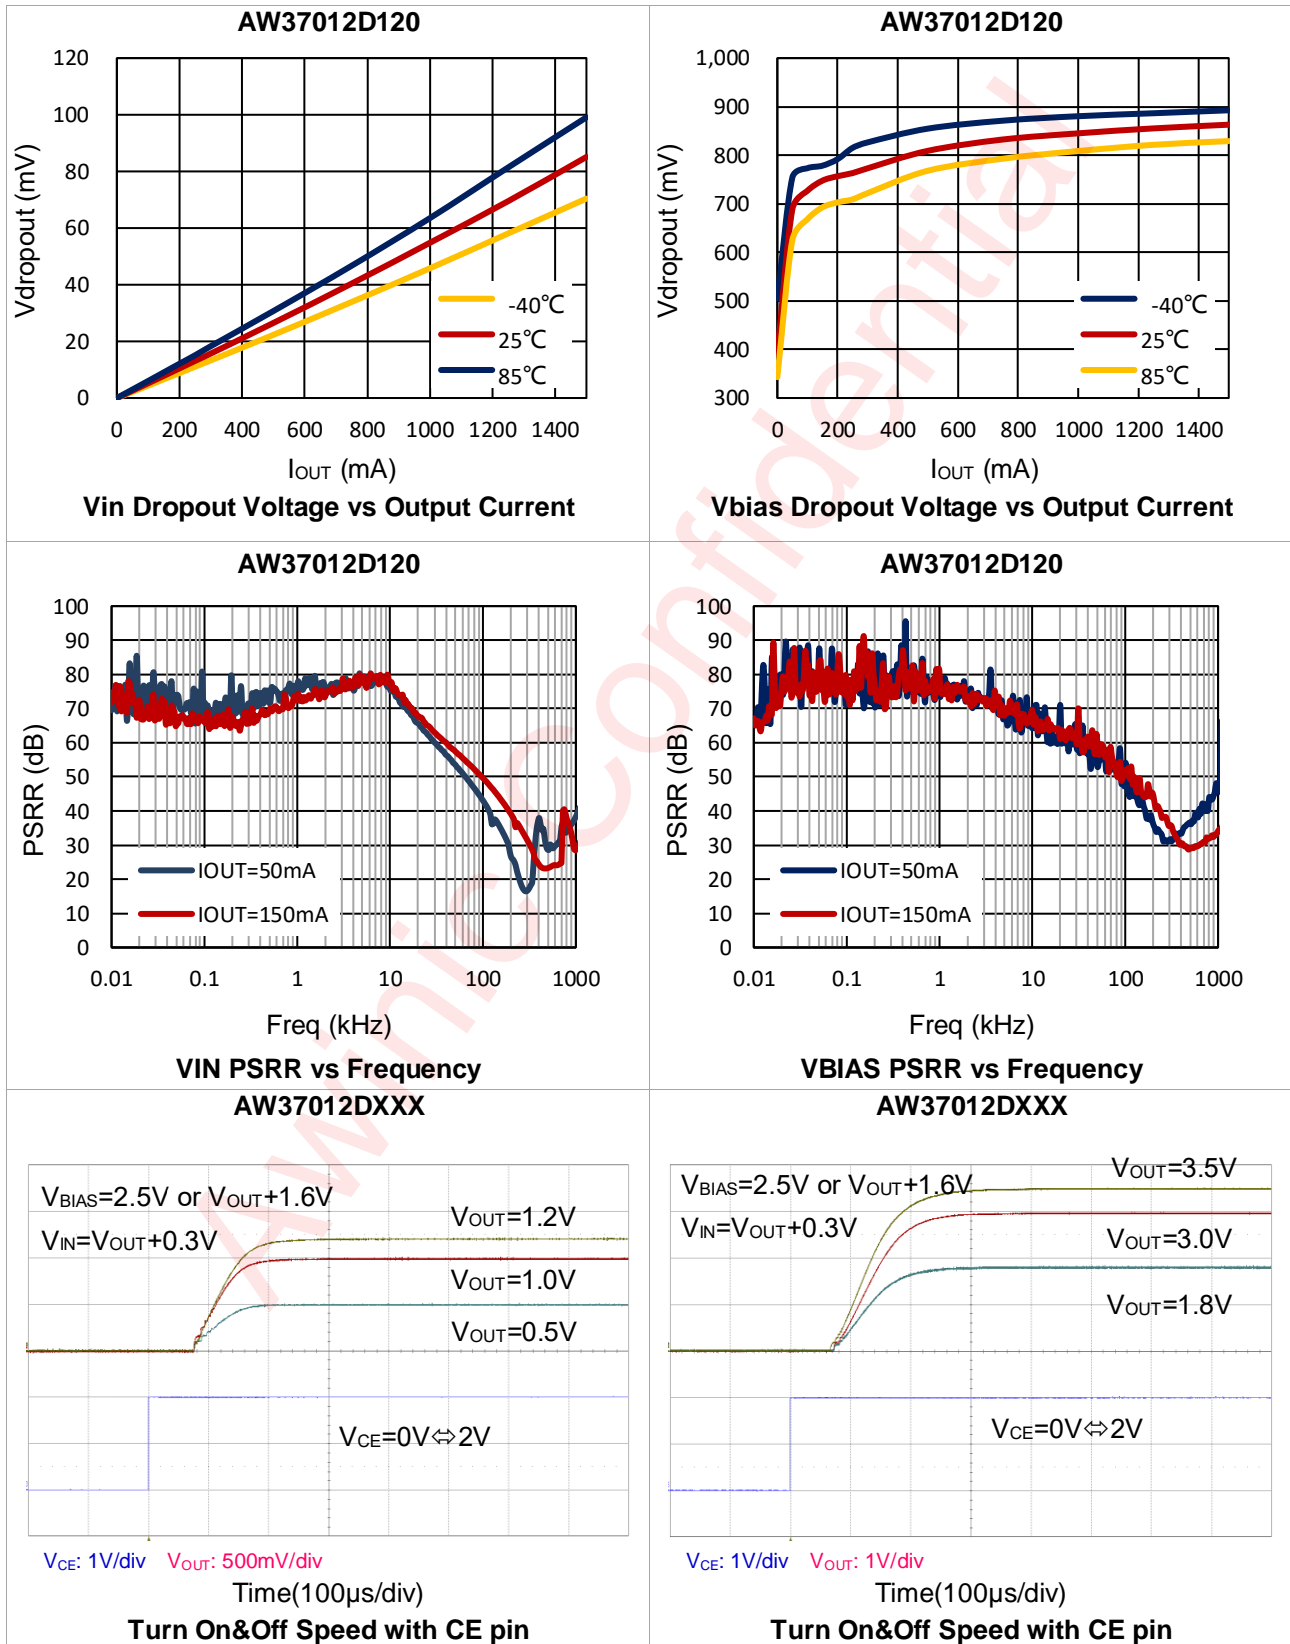 AW37012D120
120
100
80
60
40
20
0
Vdropout (mV)
-40℃
25℃
85℃
0 200 400 600 800 1000 1200 1400
IOUT (mA)
Vin Dropout Voltage vs Output Current
AW37012D120
1,000
900
800
700
600
500
400
300
Vdropout (mV)
-40℃
25℃
85℃
0 200 400 600 800 1000 1200 1400
IOUT (mA)
Vbias Dropout Voltage vs Output Current
AW37012D120
100
90
80
70
60
50
40
30
20
10
0
PSRR (dB)
IOUT=50mA
IOUT=150mA
0.01 0.1 1 10 100 1000
Freq (kHz)
VIN PSRR vs Frequency
AW37012D120
100
90
80
70
60
50
40
30
20
10
0
PSRR (dB)
IOUT=50mA
IOUT=150mA
0.01 0.1 1 10 100 1000
Freq (kHz)
VBIAS PSRR vs Frequency
AW37012DXXX
VBIAS=2.5V or VOUT+1.6V
VIN=VOUT+0.3V
VOUT=1.2V
VOUT=1.0V
VOUT=0.5V
VCE=0V⇔2V
VCE: 1V/div VOUT: 500mV/div
Time(100μs/div)
Turn On&Off Speed with CE pin
AW37012DXXX
VBIAS=2.5V or VOUT+1.6V
VIN=VOUT+0.3V
VOUT=3.5V
VOUT=3.0V
VOUT=1.8V
VCE=0V⇔2V
VCE: 1V/div VOUT: 1V/div
Time(100μs/div)
Turn On&Off Speed with CE pin
Awinic Confidential